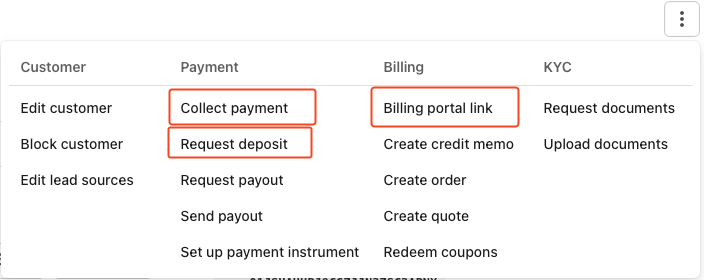 Customer
Payment
Billing
KYC
Edit customer
Collect payment
Billing portal link
Request documents
Block customer
Request deposit
Create credit memo
Upload documents
Edit lead sources
Request payout
Create order
Send payout
Create quote
Set up payment instrument
Redeem coupons